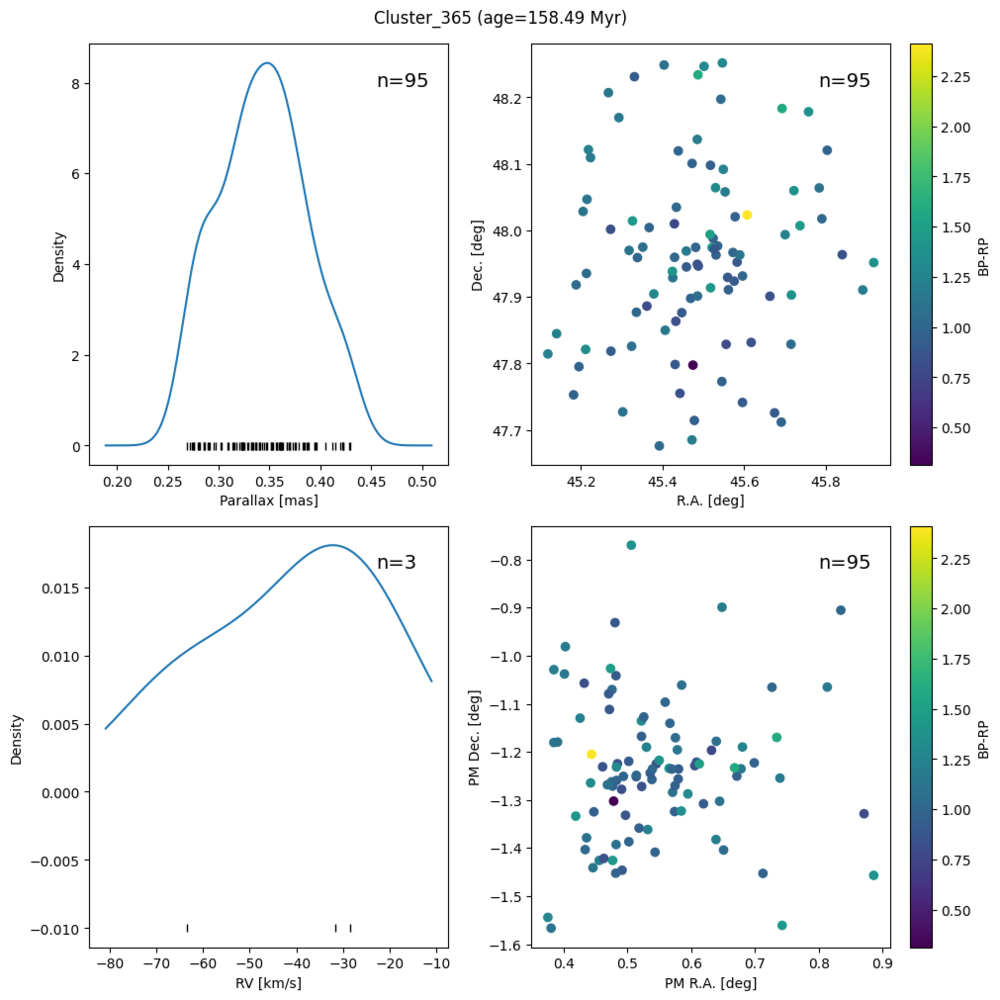 Cluster_365 (age=158.49 Myr)
n=95
Density
8
6
4
2
0
0.20 0.25 0.30 0.35 0.40 0.45 0.50
Parallax [mas]
n=95
Dec. [deg]
48.2
48.1
48.0
47.9
47.8
47.7
45.2 45.4 45.6 45.8
R.A. [deg]
2.25
2.00
1.75
1.50
1.25
1.00
0.75
0.50
BP-RP
n=3
Density
0.015
0.010
0.005
0.000
−0.005
−0.010
−80 −70 −60 −50 −40 −30 −20 −10
RV [km/s]
n=95
PM Dec. [deg]
−0.8
−0.9
−1.0
−1.1
−1.2
−1.3
−1.4
−1.5
−1.6
0.4 0.5 0.6 0.7 0.8 0.9
PM R.A. [deg]
2.25
2.00
1.75
1.50
1.25
1.00
0.75
0.50
BP-RP